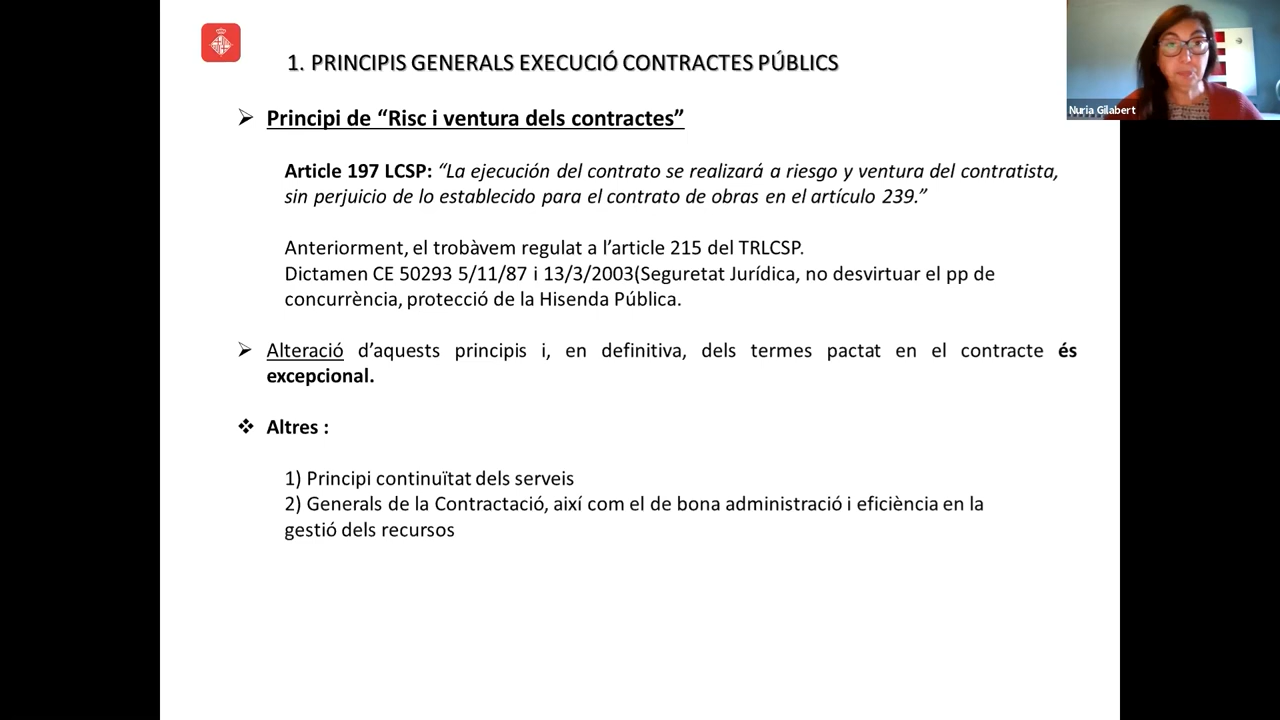 1. PRINCIPIS GENERALS EXECUCIÓ CONTRACTES PÚBLICS
Nuria Gilabert
➢ Principi de “Risc i ventura dels contractes”
Article 197 LCSP: “La ejecución del contrato se realizará a riesgo y ventura del contratista,
sin perjuicio de lo establecido para el contrato de obras en el artículo 239.”
Anteriorment, el trobàvem regulat a l’article 215 del TRLCSP.
Dictamen CE 50293 5/11/87 i 13/3/2003(Seguretat Jurídica, no desvirtuar el pp de
concurrència, protecció de la Hisenda Pública.
➢ Alteració d’aquests principis i, en definitiva, dels termes pactat en el contracte és
excepcional.
❖ Altres :
1) Principi continuïtat dels serveis
2) Generals de la Contractació, així com el de bona administració i eficiència en la
gestió dels recursos